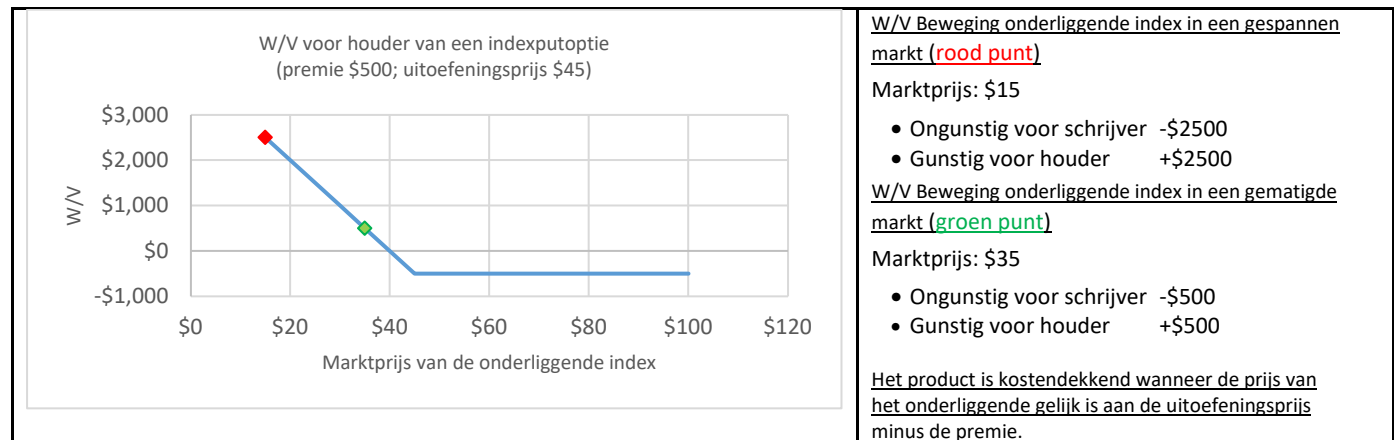 W/V voor houder van een indexputoptie
(premie $500; uitoefeningsprijs $45)
$3,000
$2,000
$1,000
$0
-$1,000
W/V
$0 $20 $40 $60 $80 $100 $120
Marktprijs van de onderliggende index
W/V Beweging onderliggende index in een gespannen
markt (rood punt)
Marktprijs: $15
• Ongunstig voor schrijver -$2500
• Gunstig voor houder +$2500
W/V Beweging onderliggende index in een gematigde
markt (groen punt)
Marktprijs: $35
• Ongunstig voor schrijver -$500
• Gunstig voor houder +$500
Het product is kostendekkend wanneer de prijs van
het onderliggende gelijk is aan de uitoefeningsprijs
minus de premie.